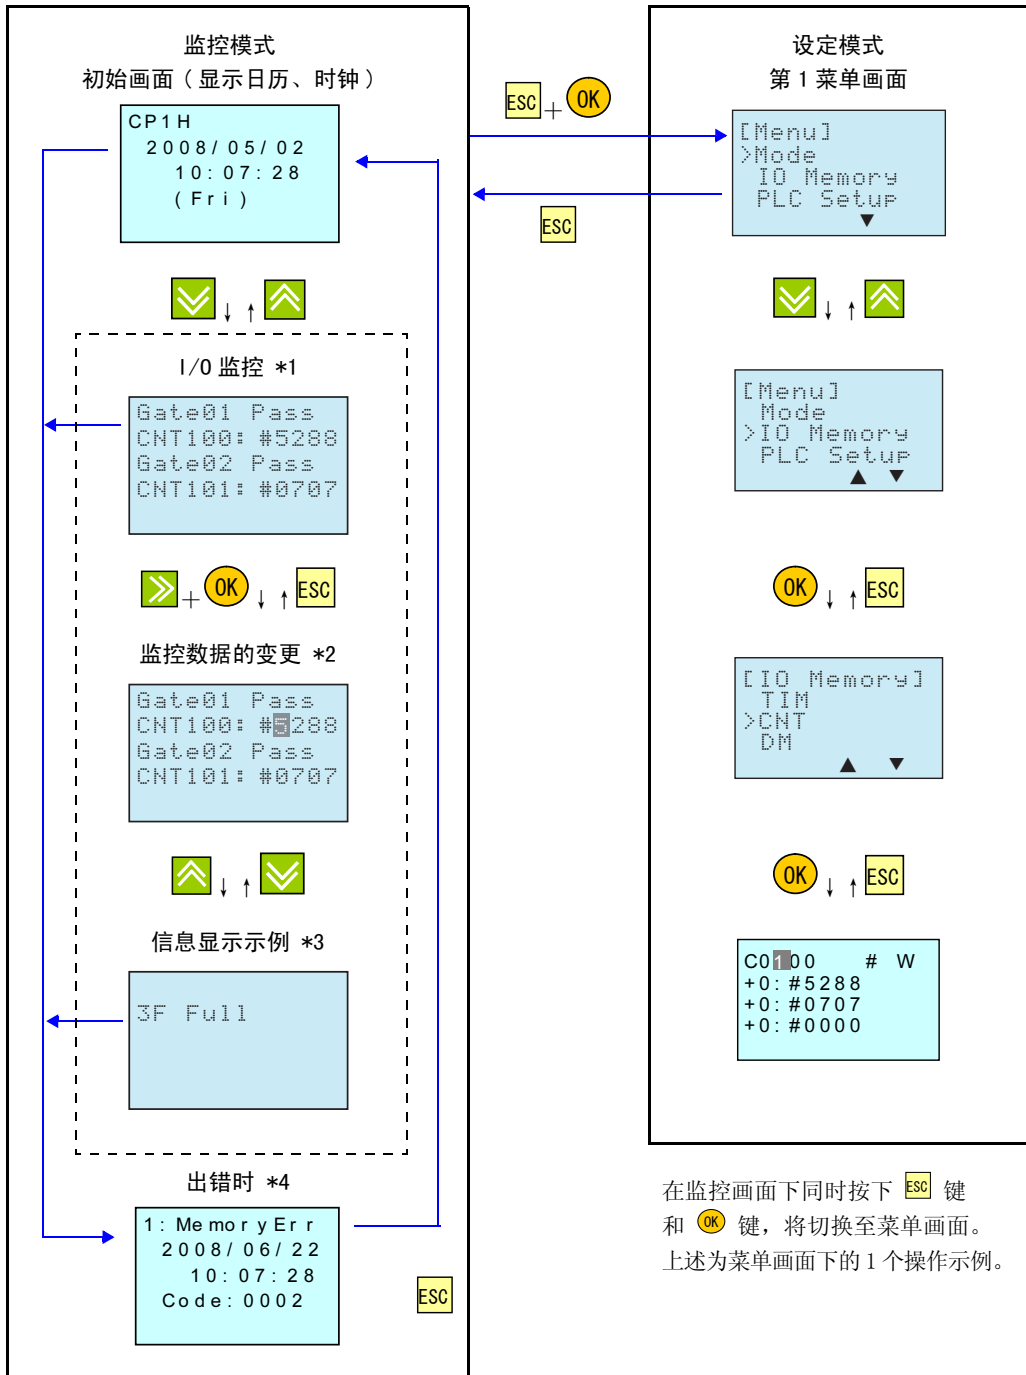 监控模式
初始画面（显示日历、时钟）
CP1H
2008/05/02
10:07:28
(Fri)
↓ ↑
I/O 监控 *1
Gate01 Pass
CNT100: #5288
Gate02 Pass
CNT101: #0707
+ OK ↓ ↑ ESC
监控数据的变更 *2
Gate01 Pass
CNT100: #5288
Gate02 Pass
CNT101: #0707
↓ ↑
信息显示示例 *3
3F Full
出错时 *4
1: MemoryErr
2008/06/22
10:07:28
Code:0002
ESC
ESC + OK
ESC
设定模式
第 1 菜单画面
[Menu]
>Mode
IO Memory
PLC Setup
▼
↓ ↑
[Menu]
Mode
>IO Memory
PLC Setup
▲ ▼
OK ↓ ↑ ESC
[IO Memory]
TIM
>CNT
DM
▲ ▼
OK ↓ ↑ ESC
C0100 # W
+0:#5288
+0:#0707
+0:#0000
在监控画面下同时按下 ESC 键
和 OK 键，将切换至菜单画面。
上述为菜单画面下的 1 个操作示例。